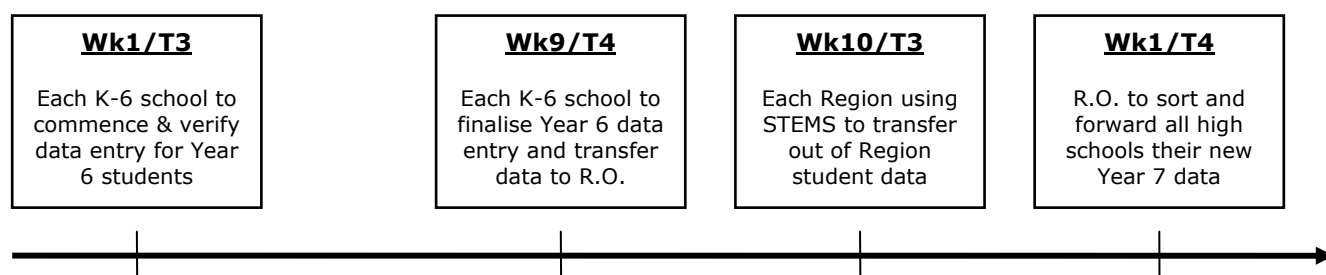 Wk1/T3
Each K-6 school to
commence & verify
data entry for Year
6 students
Wk9/T4
Each K-6 school to
finalise Year 6 data
entry and transfer
data to R.O.
Wk10/T3
Each Region using
STEMS to transfer
out of Region
student data
Wk1/T4
R.O. to sort and
forward all high
schools their new
Year 7 data